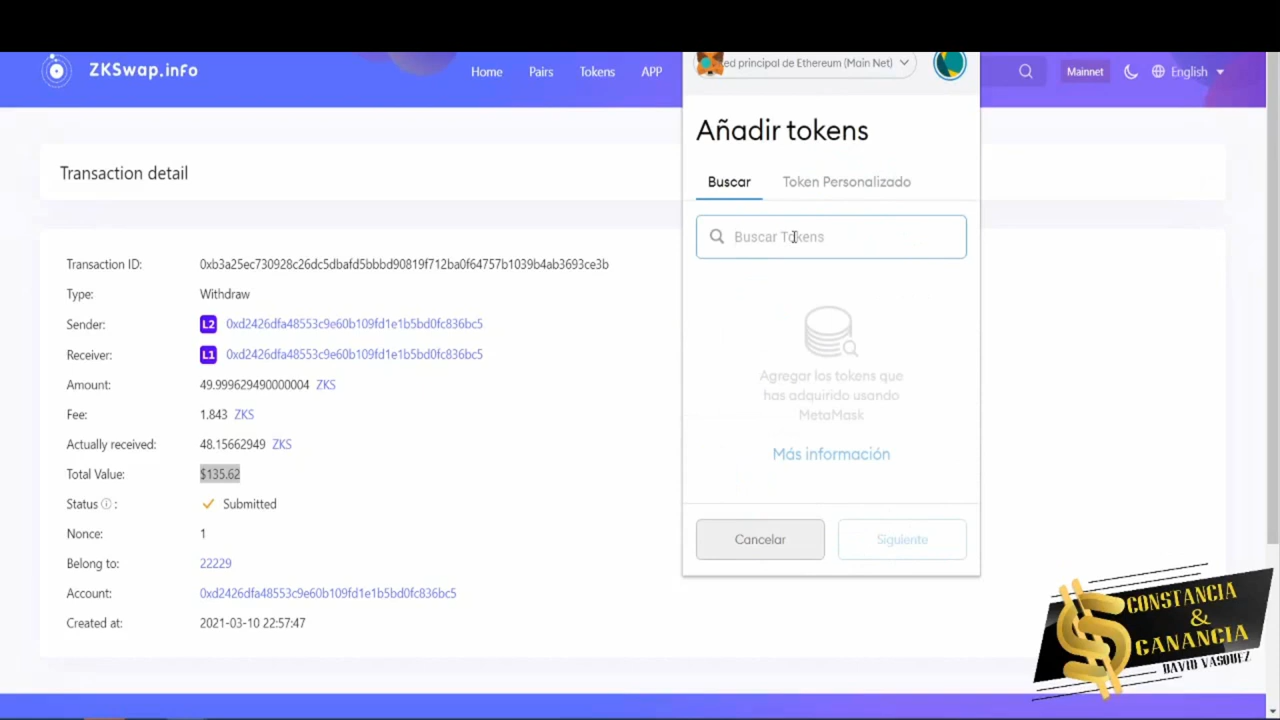 ZKSwap.info
Home
Pairs
Tokens
APP
Mainnet
English
Transaction detail
Transaction ID: 0xb3a25ec730928c26dc5dbafd5bbbd90819f712ba0f64757b1039b4ab3693ce3b
Type: Withdraw
Sender: L2 0xd2426dfa48553c9e60b109fd1e1b5bd0fc836bc5
Receiver: L1 0xd2426dfa48553c9e60b109fd1e1b5bd0fc836bc5
Amount: 49.999629490000004 ZKS
Fee: 1.843 ZKS
Actually received: 48.15662949 ZKS
Total Value: $135.62
Status : Submitted
Nonce: 1
Belong to: 22229
Account: 0xd2426dfa48553c9e60b109fd1e1b5bd0fc836bc5
Created at: 2021-03-10 22:57:47
ed principal de Ethereum (Main Net)
Añadir tokens
Buscar Token Personalizado
Buscar Tokens
Agregar los tokens que
has adquirido usando
MetaMask
Más información
Cancelar Siguiente
CONSTANCIA
&
GANANCIA
DAVID VASQUEZ